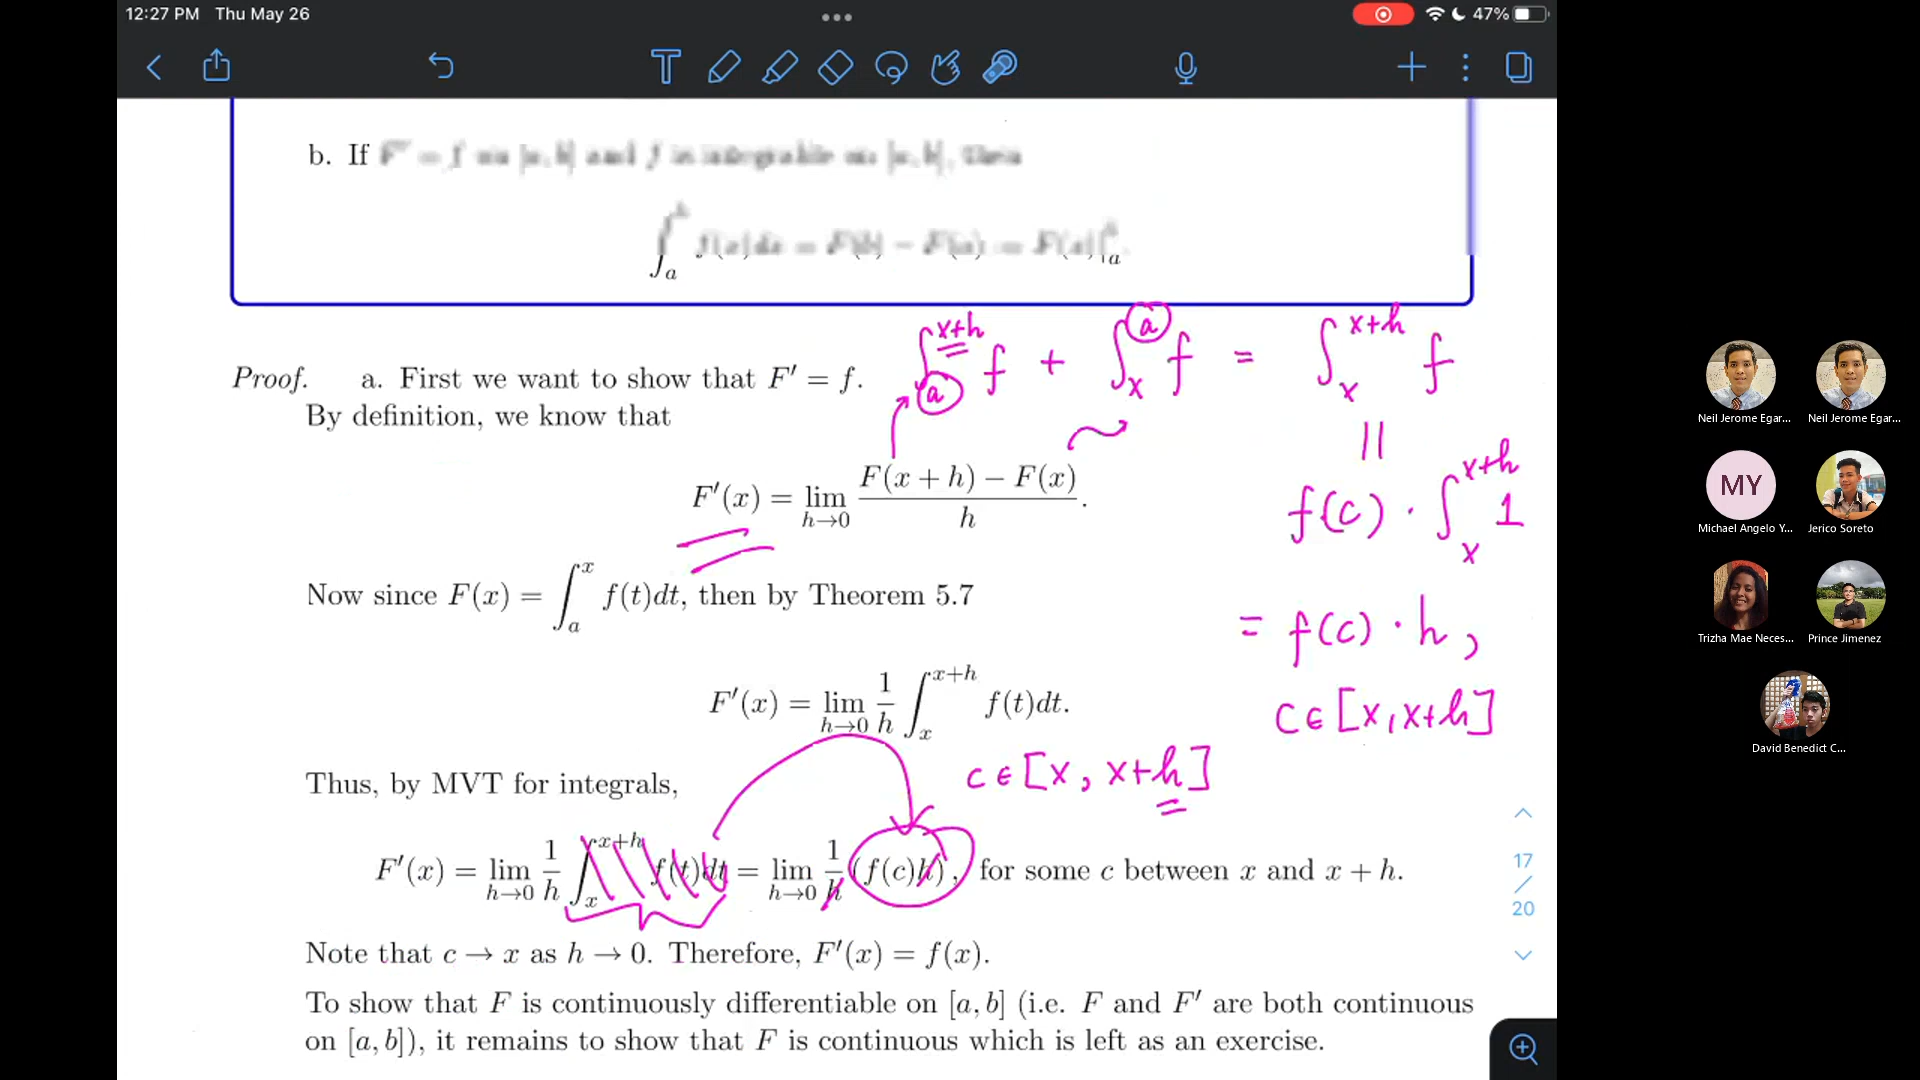 12:27 PM Thu May 26
47%
b. If
Prof. a. First we want to show that F′ = f.
By definition, we know that
∫_a^{x+h} f + ∫_x^a f = ∫_x^{x+h} f
F′(x) = lim_{h→0} \frac{F(x + h) − F(x)}{h}.
= f(c) · ∫_x^{x+h} 1
Now since F(x) = ∫_a^x f(t)dt, then by Theorem 5.7
= f(c) · h,
F′(x) = lim_{h→0} \frac{1}{h} ∫_x^{x+h} f(t)dt.
c ∈ [x, x+h]
Thus, by MVT for integrals,
c ∈ [x, x+h]
F′(x) = lim_{h→0} \frac{1}{h} ∫_x^{x+h} f(t)dt = lim_{h→0} \frac{1}{h} (f(c)h), for some c between x and x + h.
Note that c → x as h → 0. Therefore, F′(x) = f(x).
To show that F is continuously differentiable on [a, b] (i.e. F and F′ are both continuous
on [a, b]), it remains to show that F is continuous which is left as an exercise.
17
/
20
Neil Jerome Egar... Neil Jerome Egar...
MY
Michael Angelo Y... Jerico Soreto
Trizha Mae Neces... Prince Jimenez
David Benedict C...